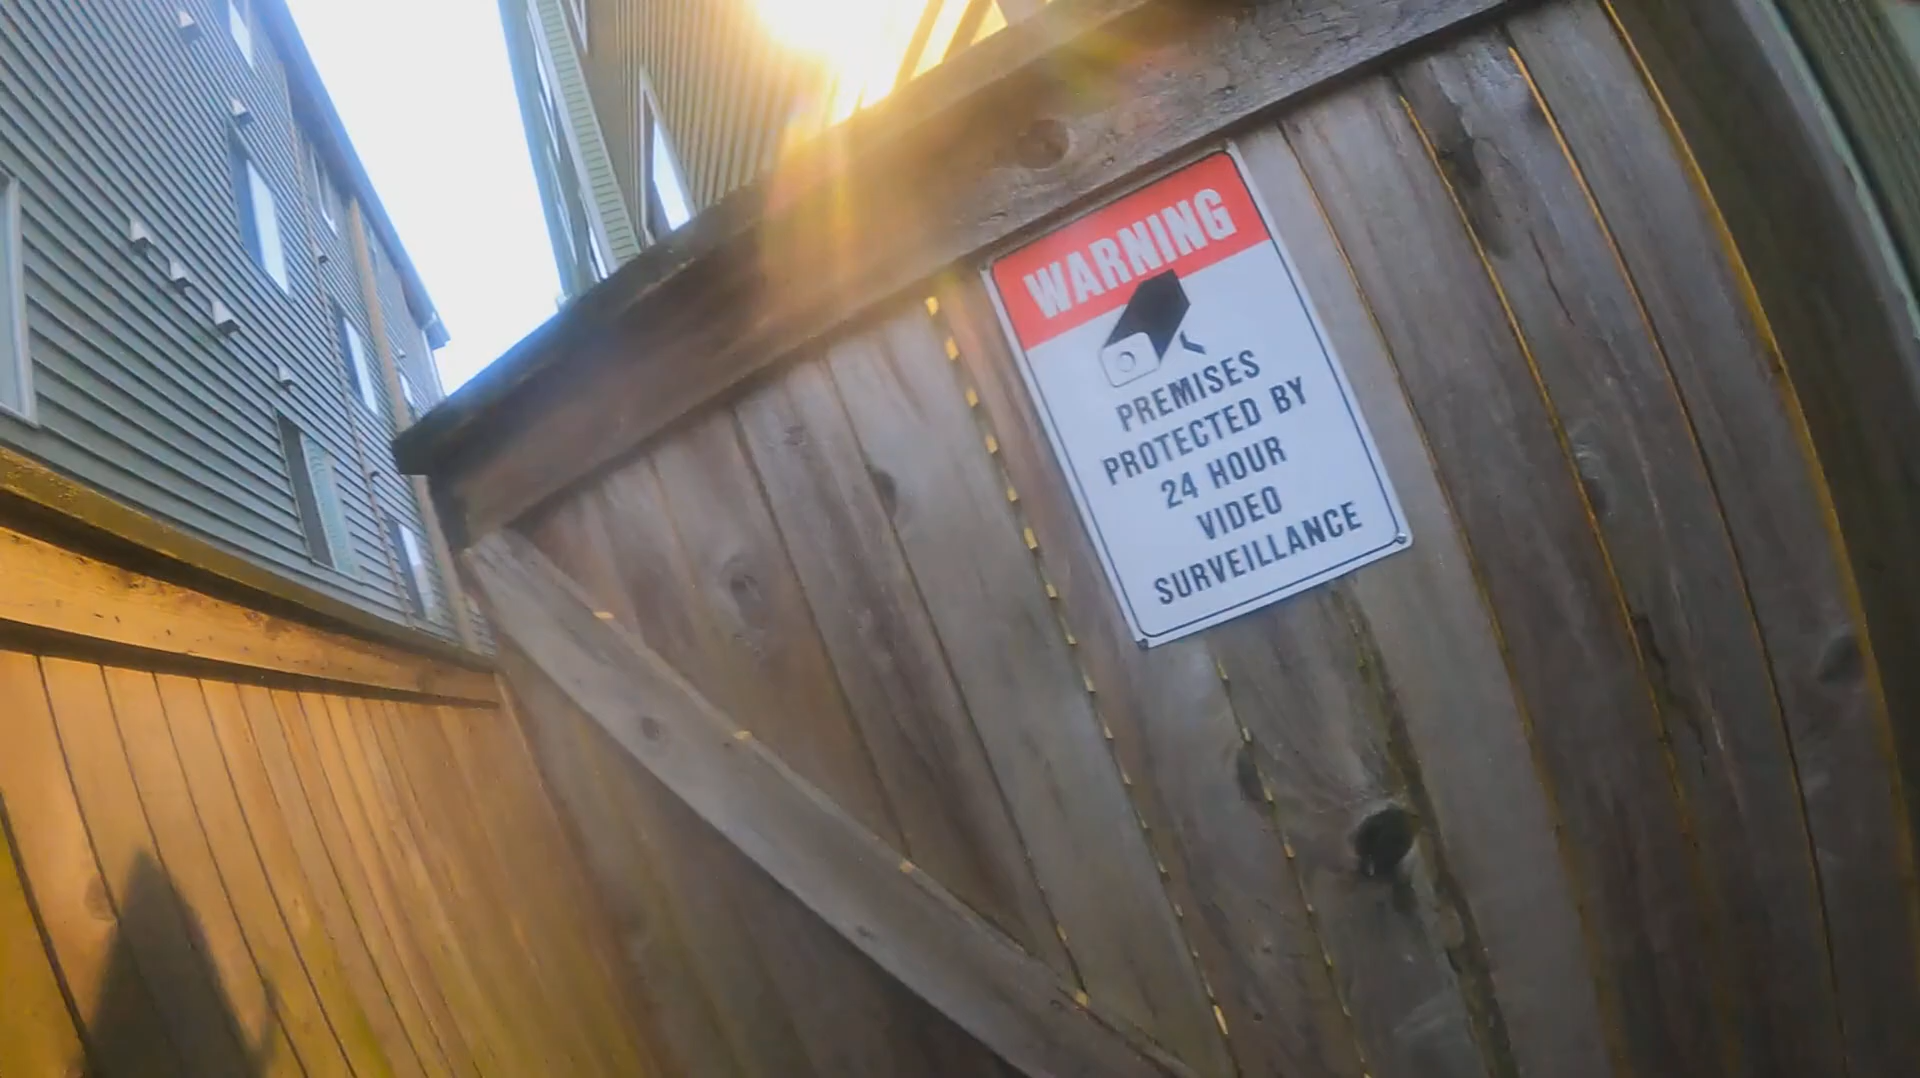 WARNING
PREMISES
PROTECTED BY
24 HOUR
VIDEO
SURVEILLANCE